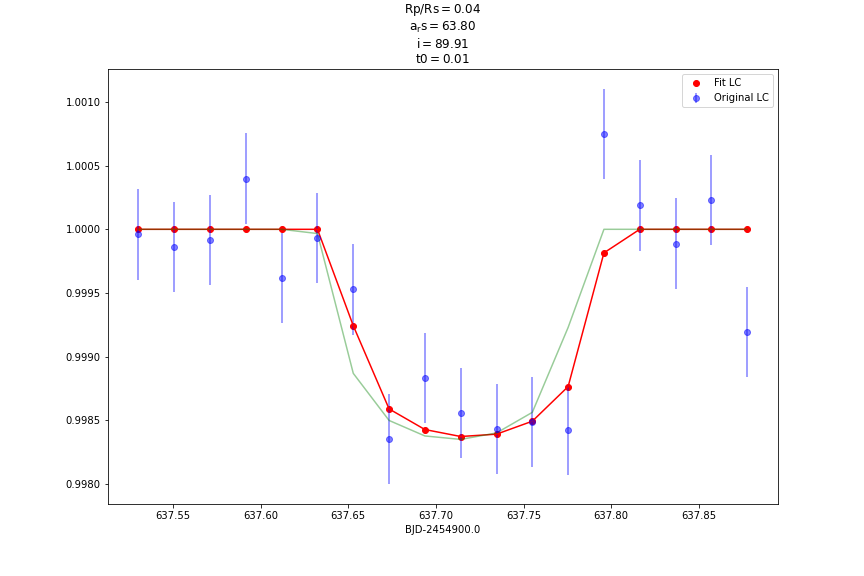 Rp/Rs = 0.04
aᵣs = 63.80
i = 89.91
t0 = 0.01
Fit LC
Original LC
1.0010
1.0005
1.0000
0.9995
0.9990
0.9985
0.9980
637.55 637.60 637.65 637.70 637.75 637.80 637.85
BJD-2454900.0